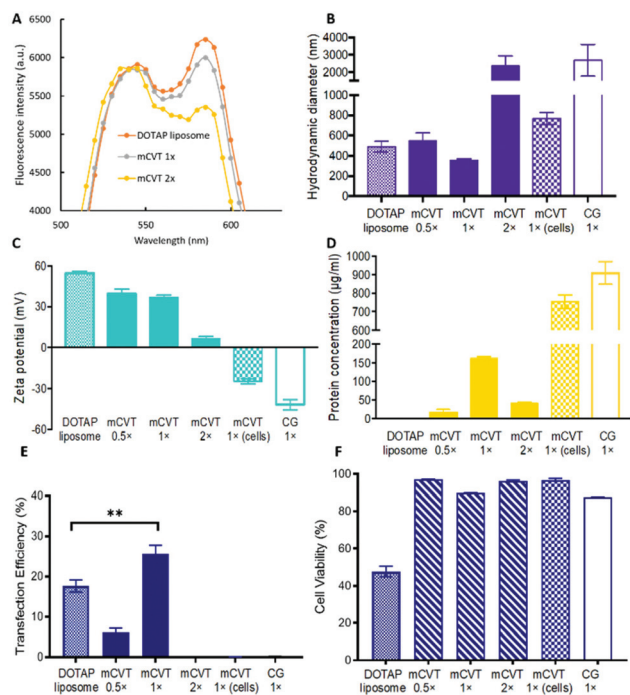 A
Fluorescence intensity (a.u.)
6500
6000
5500
5000
4500
4000
500
550
600
Wavelength (nm)
DOTAP liposome
mCVT 1x
mCVT 2x
B
Hydrodynamic diameter (nm)
4000
3000
2000
1000
800
600
400
200
0
DOTAP mCVT mCVT mCVT mCVT CG
liposome 0.5× 1× 2× 1× (cells) 1×
C
Zeta potential (mV)
60
30
0
-30
-60
DOTAP mCVT mCVT mCVT mCVT CG
liposome 0.5× 1× 2× 1× (cells) 1×
D
Protein concentration (µg/ml)
1000
900
800
700
600
200
150
100
50
0
DOTAP mCVT mCVT mCVT mCVT CG
liposome 0.5× 1× 2× 1× (cells) 1×
E
Transfection Efficiency (%)
40
30
20
10
0
**
DOTAP mCVT mCVT mCVT mCVT CG
liposome 0.5× 1× 2× 1× (cells) 1×
F
Cell Viability (%)
100
80
60
40
20
0
DOTAP mCVT mCVT mCVT mCVT CG
liposome 0.5× 1× 2× 1× (cells) 1×